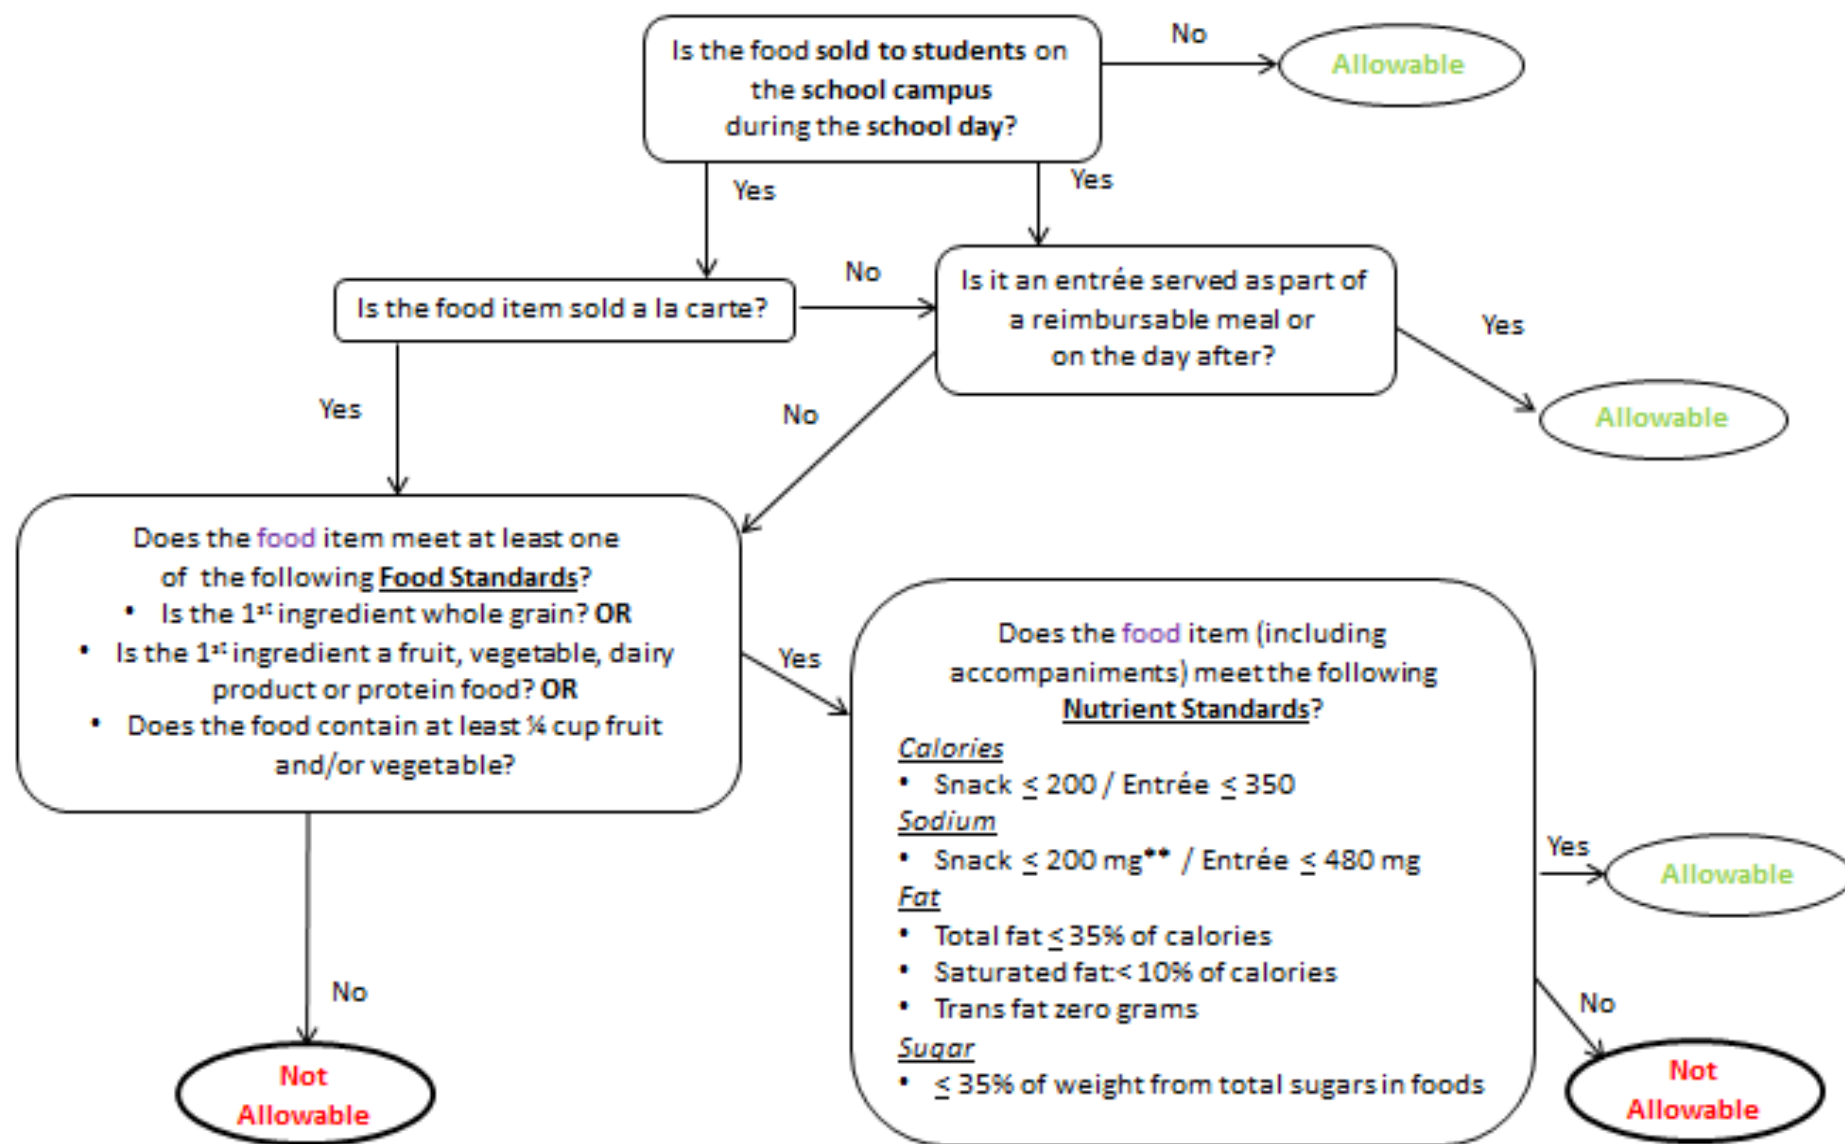 Is the food sold to students on
the school campus
during the school day?
No
Allowable
Yes
Yes
Is the food item sold a la carte?
No
Is it an entrée served as part of
a reimbursable meal or
on the day after?
Yes
Allowable
Yes
No
Does the food item meet at least one
of the following Food Standards?
• Is the 1st ingredient whole grain? OR
• Is the 1st ingredient a fruit, vegetable, dairy
product or protein food? OR
• Does the food contain at least ¼ cup fruit
and/or vegetable?
Yes
No
Not
Allowable
Does the food item (including
accompaniments) meet the following
Nutrient Standards?
Calories
• Snack ≤ 200 / Entrée ≤ 350
Sodium
• Snack ≤ 200 mg** / Entrée ≤ 480 mg
Fat
• Total fat ≤ 35% of calories
• Saturated fat:< 10% of calories
• Trans fat zero grams
Sugar
• ≤ 35% of weight from total sugars in foods
Yes
Allowable
No
Not
Allowable